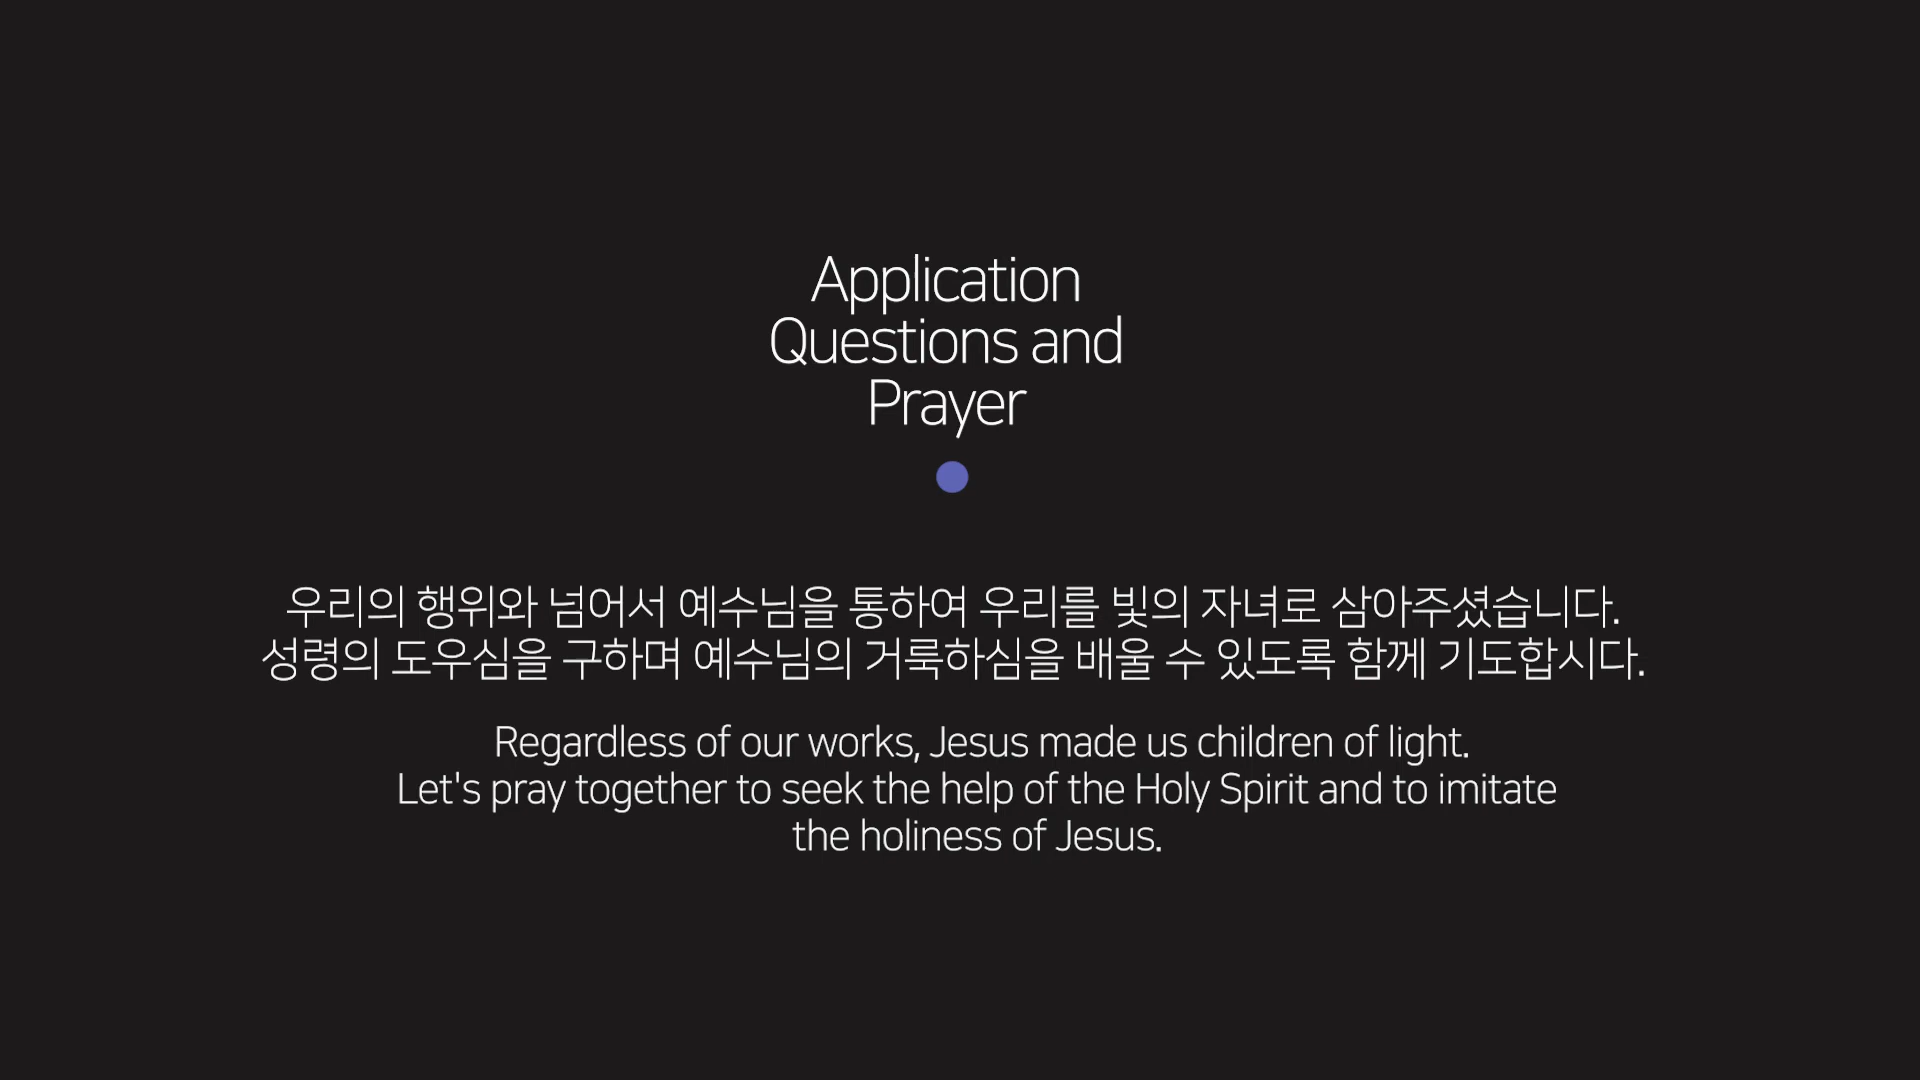 Application
Questions and
Prayer
우리의 행위와 넘어서 예수님을 통하여 우리를 빛의 자녀로 삼아주셨습니다.
성령의 도우심을 구하며 예수님의 거룩하심을 배울 수 있도록 함께 기도합시다.
Regardless of our works, Jesus made us children of light.
Let's pray together to seek the help of the Holy Spirit and to imitate
the holiness of Jesus.